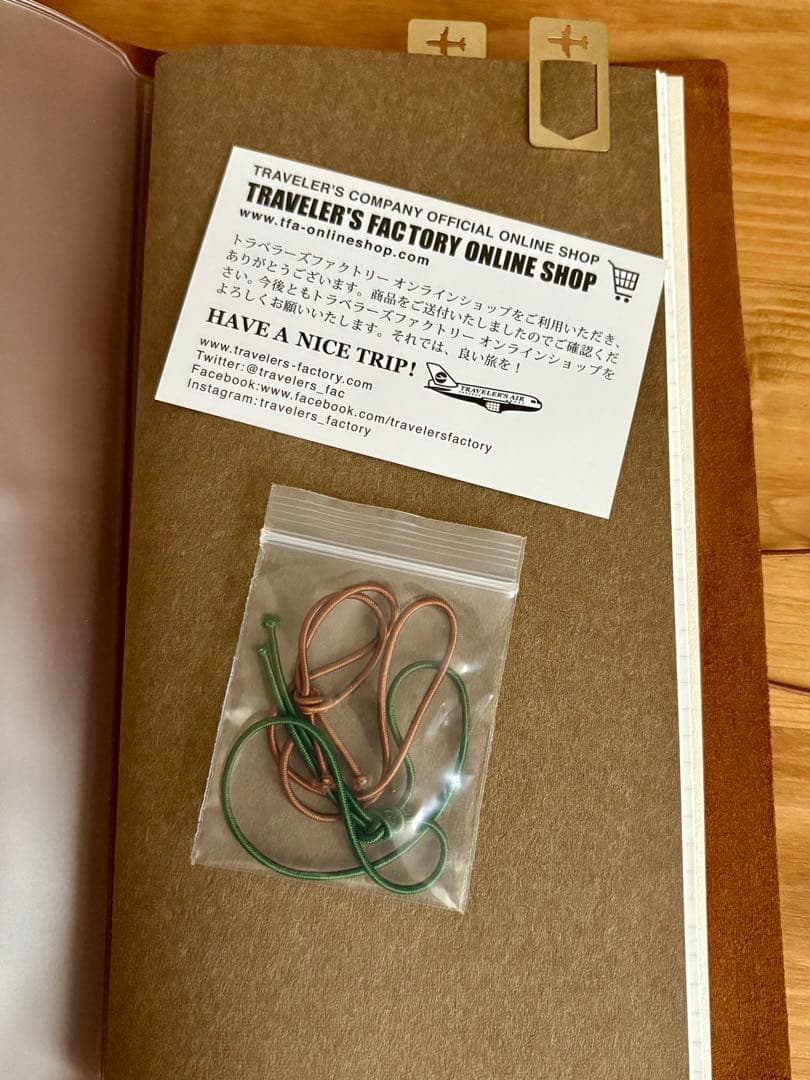 TRAVELER'S COMPANY OFFICIAL ONLINE SHOP
TRAVELER'S FACTORY ONLINE SHOP
www.tfa-onlineshop.com
トラベラーズファクトリー オンラインショップをご利用いただき、
ありがとうございます。商品をご送付いたしましたのでご確認くだ
さい。今後ともトラベラーズファクトリー オンラインショップを
よろしくお願いいたします。それでは、良い旅を！
HAVE A NICE TRIP!
TRAVELER'S AIR
www.travelers-factory.com
Twitter:@travelers_fac
Facebook:www.facebook.com/travelersfactory
Instagram:travelers_factory